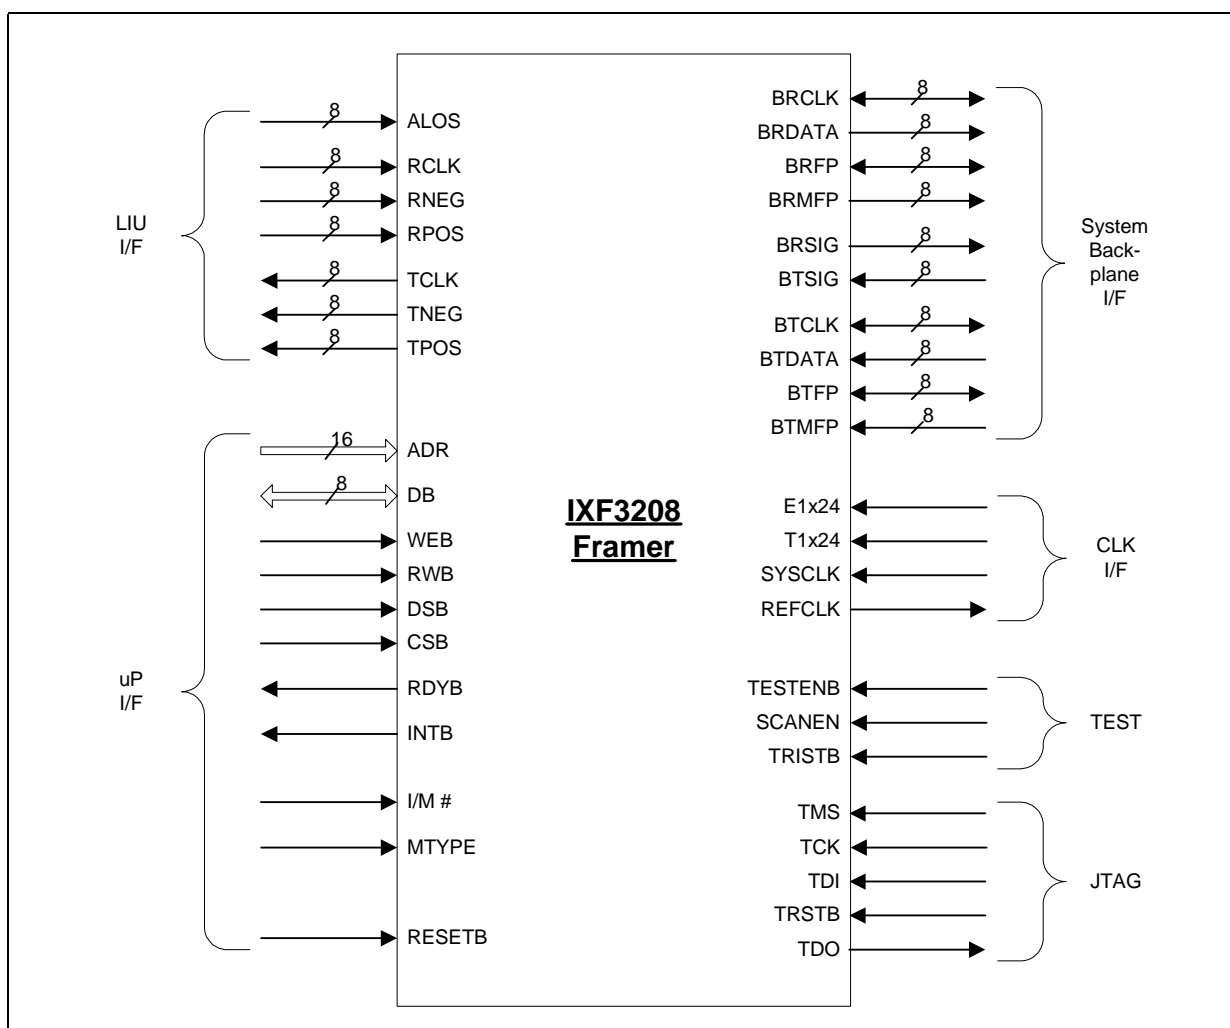 LIU
I/F
8
ALOS
8
RCLK
8
RNEG
8
RPOS
8
TCLK
8
TNEG
8
TPOS
uP
I/F
16
ADR
8
DB
WEB
RWB
DSB
CSB
RDYB
INTB
I/M #
MTYPE
RESETB
IXF3208
Framer
BRCLK
8
BRDATA
8
BRFP
8
BRMFP
8
BRSIG
8
BTSIG
8
BTCLK
8
BTDATA
8
BTFP
8
BTMFP
8
System
Back-
plane
I/F
E1x24
T1x24
SYSCLK
REFCLK
CLK
I/F
TESTENB
SCANEN
TRISTB
TEST
TMS
TCK
TDI
TRSTB
TDO
JTAG